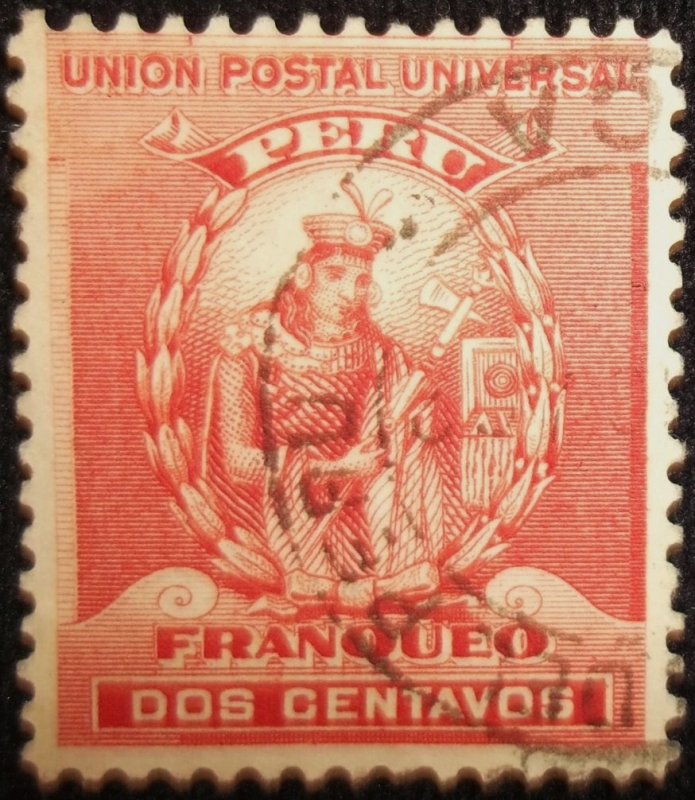 UNION POSTAL UNIVERSAL
PERU
FRANQUEO
DOS CENTAVOS